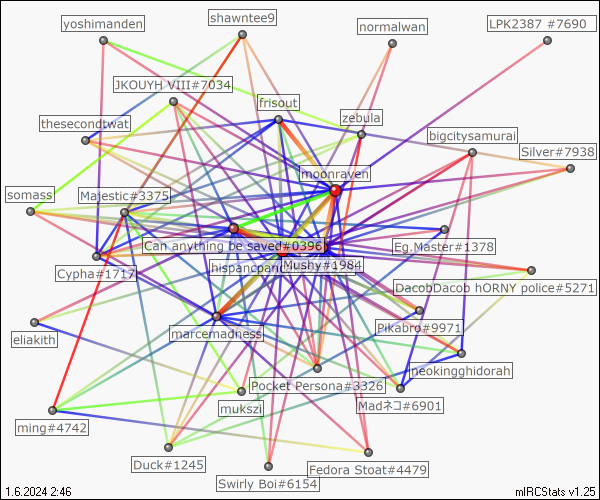 yoshimanden
shawntee9
normalwan
LPK2387 #7690
JKOUYH VIII#7034
frisout
thesecondtwat
zebula
bigcitysamurai
Silver#7938
moonraven
somass
Majestic#3375
Can anything be saved#0396
Eg.Master#1378
Cypha#1717
Mushy#1984
DacobDacob hORNY police#5271
marcemadness
Pikabro#9971
eliakith
neokingghidorah
Pocket Persona#3326
mukszi
Madネコ#6901
ming#4742
Duck#1245
Fedora Stoat#4479
Swirly Boi#6154
1.6.2024 2:46
mIRCStats v1.25